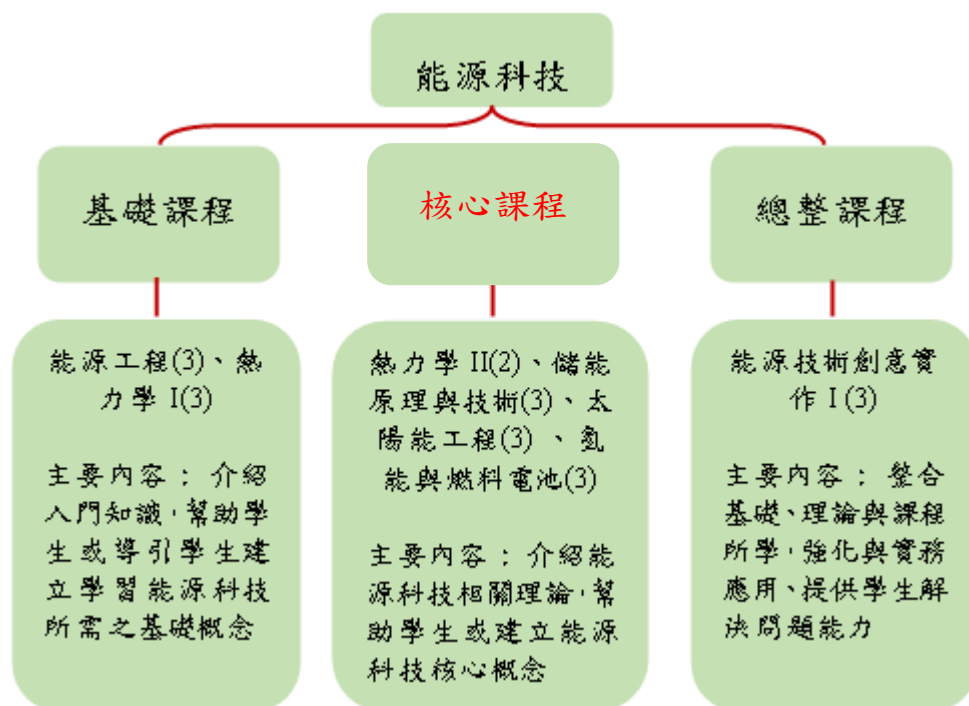 能源科技
基礎課程
核心課程
總整課程
能源工程(3)、熱
力學 I(3)
主要內容：介紹
入門知識，幫助學
生或導引學生建
立學習能源科技
所需之基礎概念
熱力學 II(2)、儲能
原理與技術(3)、太
陽能工程(3) 、氫
能與燃料電池(3)
主要內容：介紹能
源科技相關理論，幫
助學生或建立能源
科技核心概念
能源技術創意實
作 I (3)
主要內容：整合
基礎、理論與課程
所學，強化與實務
應用、提供學生解
決問題能力